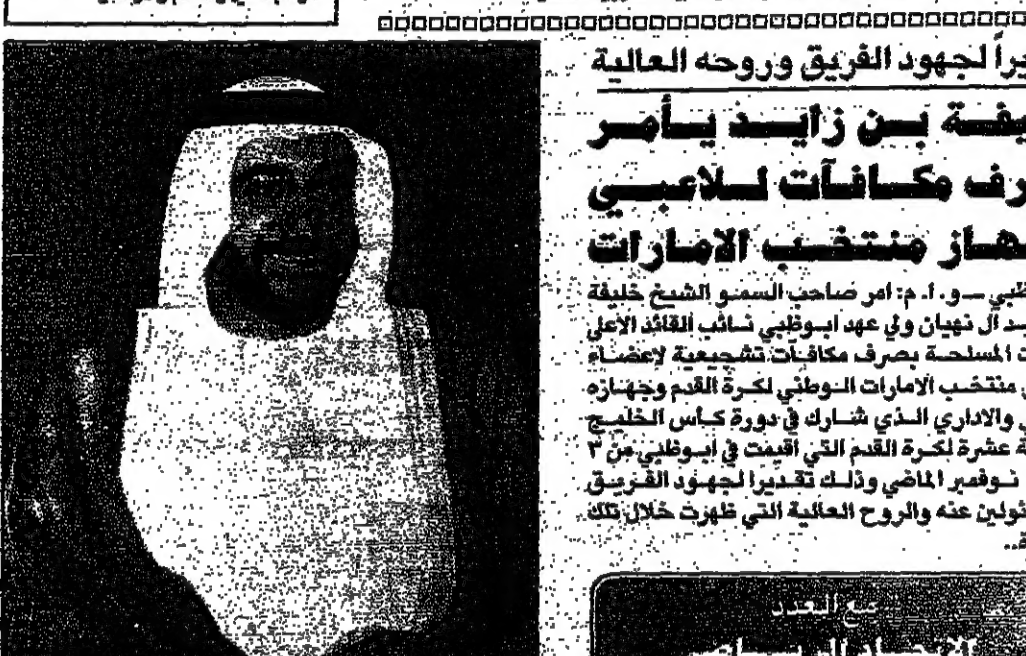 يراً لجهود الفريق وروحه العالية
يفة بن زايد يأمر
رف مكافآت للاعبي
هاز منتخب الامارات
ظبي ــ و. ا. م: امر صاحب السمو الشيخ خليفة
ـد آل نهيان ولي عهد ابوظبي نائب القائد الاعلى
ت المسلحة بصرف مكافآت تشجيعية لاعضاء
منتخب الامارات الوطني لكرة القدم وجهازه
والاداري الذي شارك في دورة كأس الخليج
ة عشرة لكرة القدم التي اقيمت في ابوظبي من ٣
نوفمبر الماضي وذلك تقديرا لجهود الفريق
ئولين عنه والروح العالية التي ظهرت خلال تلك
ة..
مع العدد